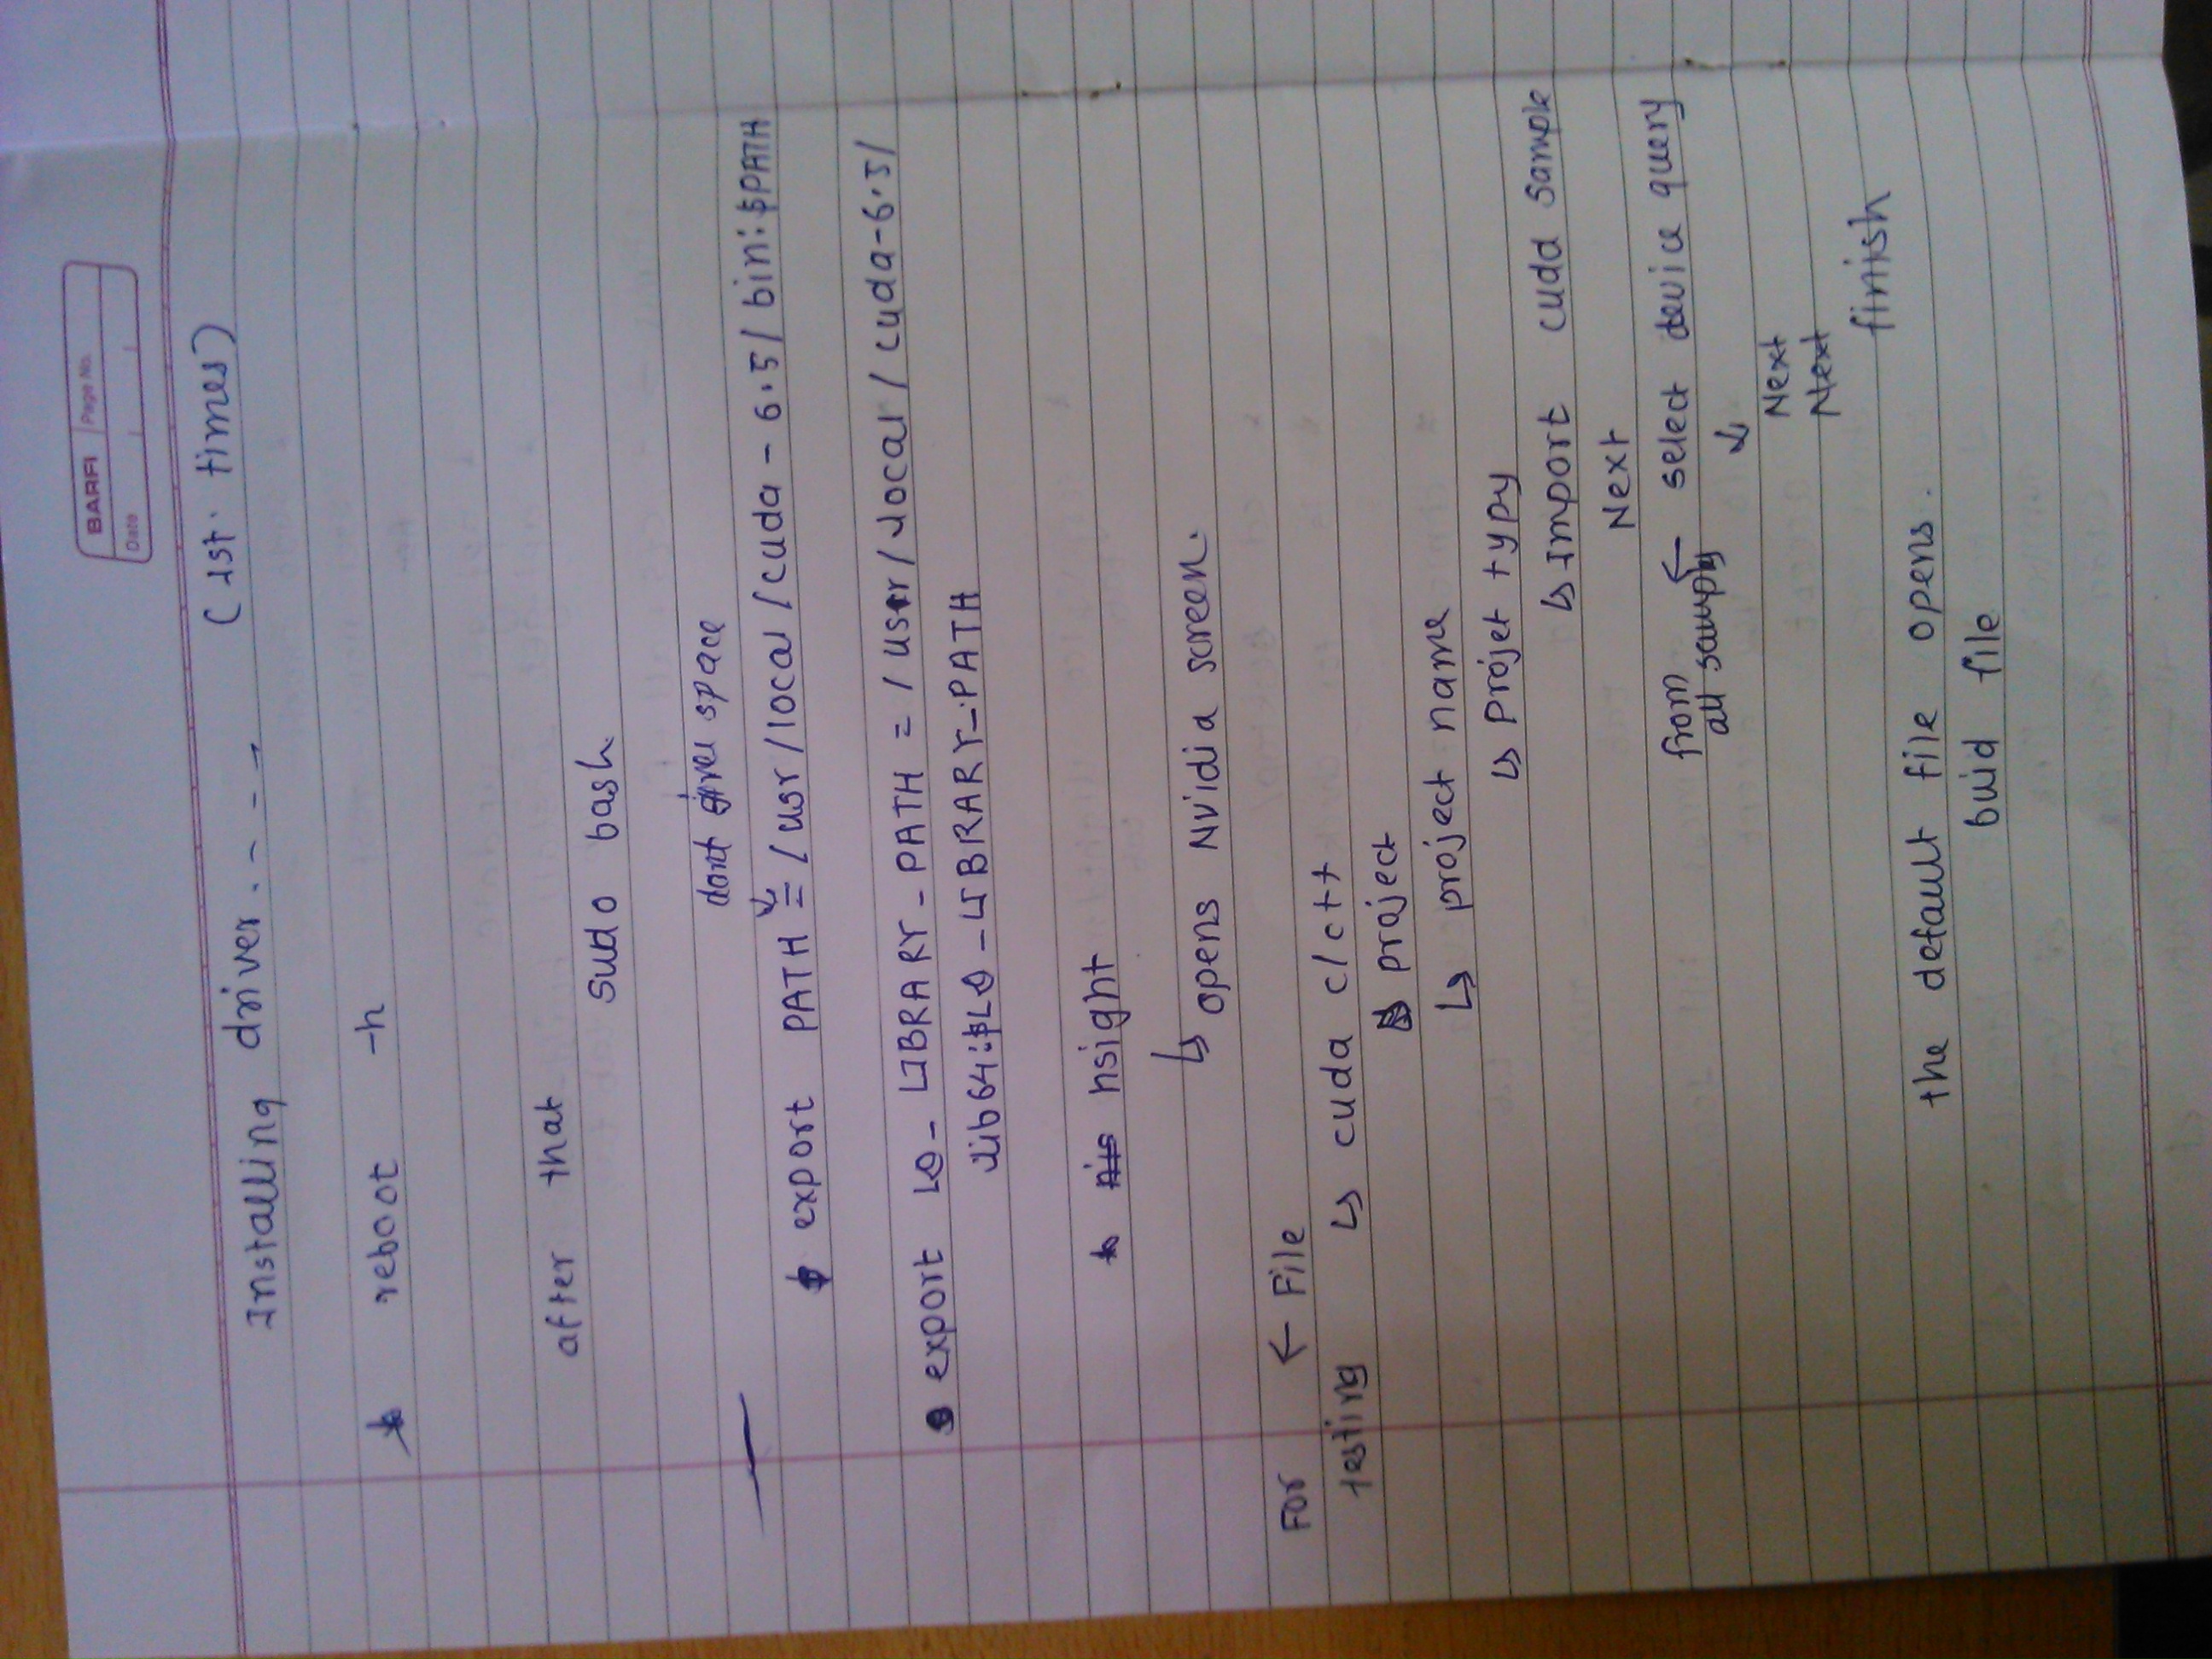 BARFI Page No.
Date / /
Installing driver. - - - - (1st. times)
reboot -h
after that
sudo bash
dont give space
$ export PATH = /usr/local/cuda - 6.5/bin:$PATH
export LD_LIBRARY_PATH = /usr/local/cuda-6.5/
lib64:$LD_LIBRARY_PATH
nsight
↳ opens Nvidia screen.
For ← File
testing ↳ cuda c/c++
↳ project
↳ project name
↳ projet typy
↳ Import cuda sample
Next
from ← select device query
all samply ↓
Next
Next
finish
the default file opens.
buid file